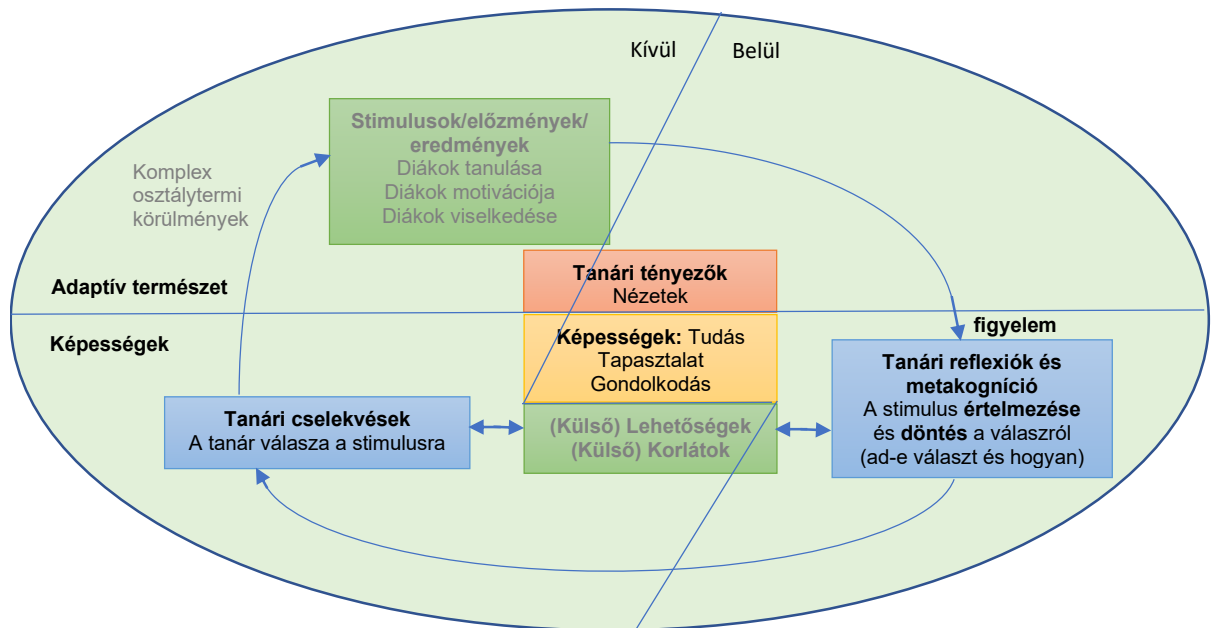 Kívül
Belül
Stimulusok/előzmények/
eredmények
Diákok tanulása
Diákok motivációja
Diákok viselkedése
Komplex
osztálytermi
körülmények
Adaptív természet
Tanári tényezők
Nézetek
Képességek
Képességek: Tudás
Tapasztalat
Gondolkodás
figyelem
Tanári reflexiók és
metakogníció
A stimulus értelmezése
és döntés a válaszról
(ad-e választ és hogyan)
Tanári cselekvések
A tanár válasza a stimulusra
(Külső) Lehetőségek
(Külső) Korlátok